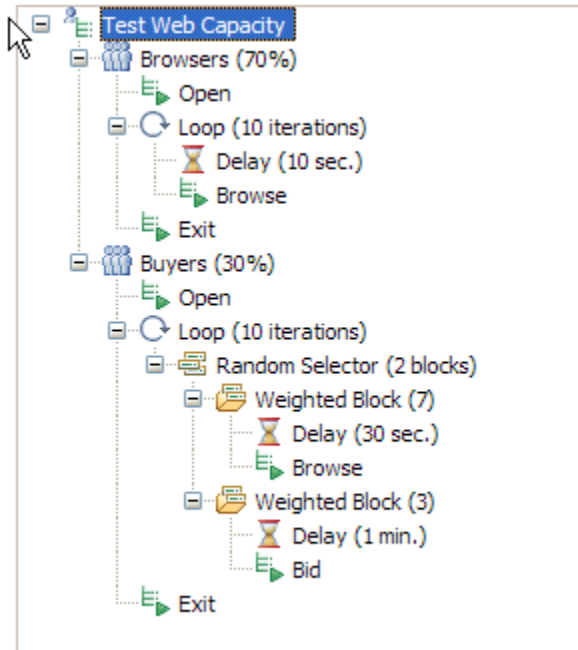 Test Web Capacity
Browsers (70%)
Open
Loop (10 iterations)
Delay (10 sec.)
Browse
Exit
Buyers (30%)
Open
Loop (10 iterations)
Random Selector (2 blocks)
Weighted Block (7)
Delay (30 sec.)
Browse
Weighted Block (3)
Delay (1 min.)
Bid
Exit